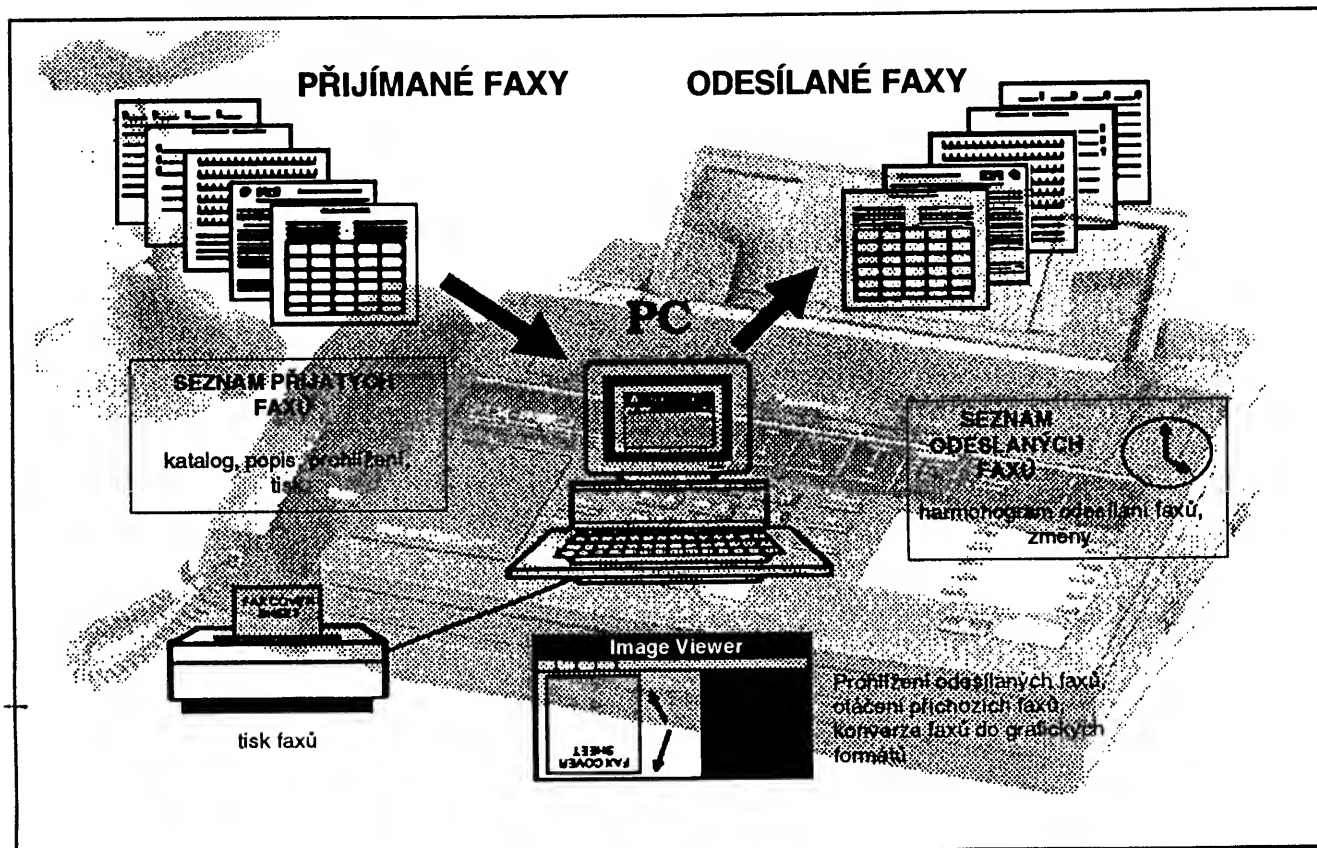 PŘIJÍMANÉ FAXY
ODESÍLANÉ FAXY
PC
SEZNAM PŘIJATÝCH
FAXŮ
katalog, popis, prohlížení,
tisk
SEZNAM
ODESLANÝCH
FAXŮ
harmonogram odesílání faxů,
změny
FAX COVER
SHEET
tisk faxů
Image Viewer
FAX COVER
SHEET
Prohlížení odesílaných faxů,
otáčení příchozích faxů,
konverze faxů do grafických
formátů